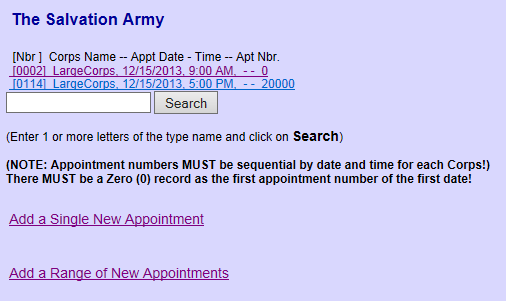 The Salvation Army
[Nbr ] Corps Name -- Appt Date - Time -- Apt Nbr.
[0002] LargeCorps, 12/15/2013, 9:00 AM, - - 0
[0114] LargeCorps, 12/15/2013, 5:00 PM, - - 20000
Search
(Enter 1 or more letters of the type name and click on Search)
(NOTE: Appointment numbers MUST be sequential by date and time for each Corps!)
There MUST be a Zero (0) record as the first appointment number of the first date!
Add a Single New Appointment
Add a Range of New Appointments